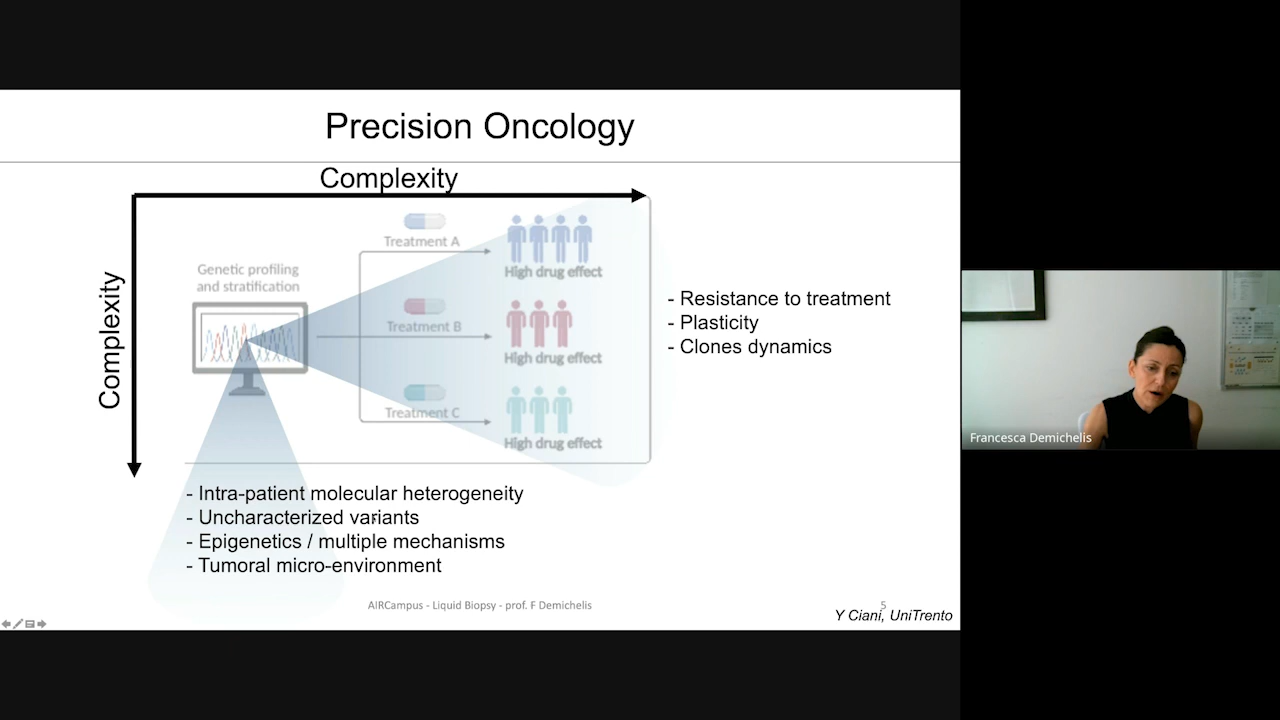 Precision Oncology
Complexity
Complexity
Genetic profiling
and stratification
Treatment A
High drug effect
Treatment B
High drug effect
Treatment C
High drug effect
- Resistance to treatment
- Plasticity
- Clones dynamics
- Intra-patient molecular heterogeneity
- Uncharacterized variants
- Epigenetics / multiple mechanisms
- Tumoral micro-environment
AIRCampus - Liquid Biopsy - prof. F Demichelis
5
Y Ciani, UniTrento
Francesca Demichelis